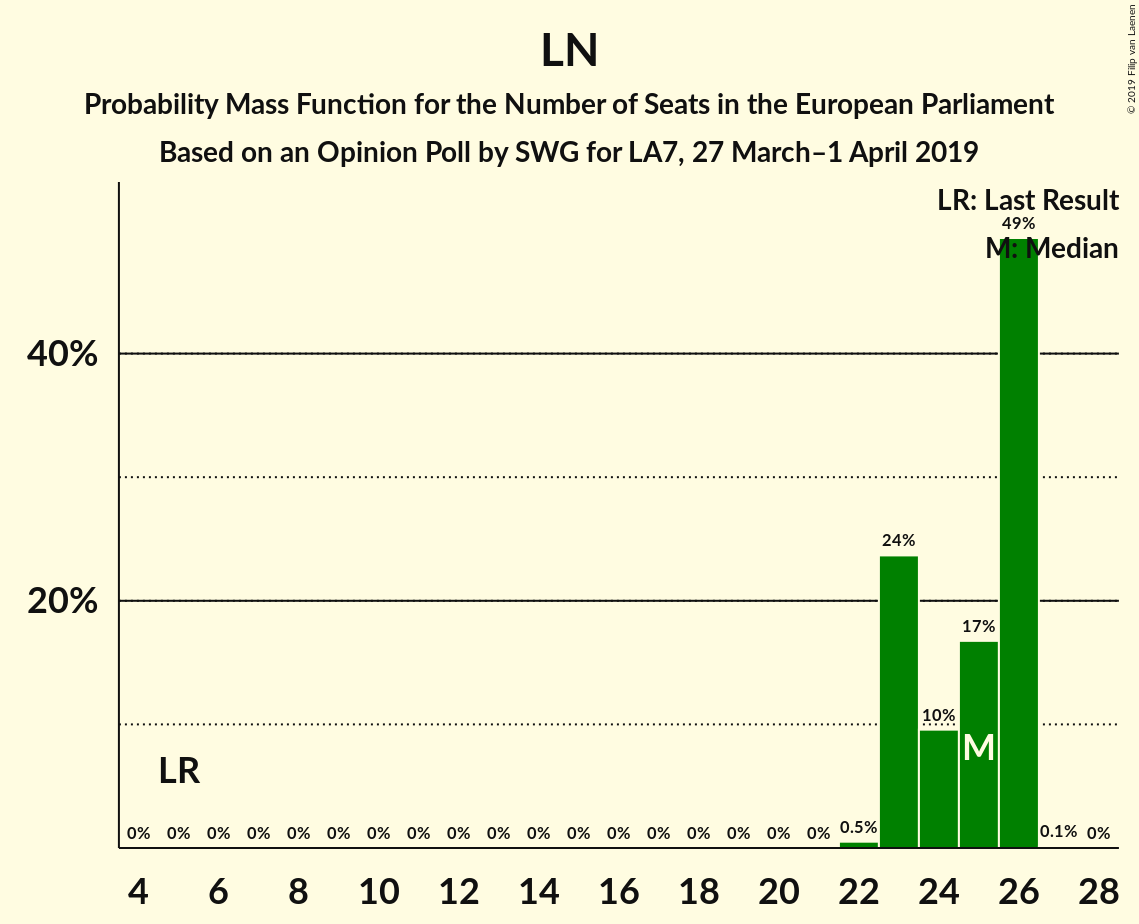 LN
Probability Mass Function for the Number of Seats in the European Parliament
Based on an Opinion Poll by SWG for LA7, 27 March–1 April 2019
© 2019 Filip van Laenen
LR: Last Result
49%
M: Median
40%
24%
20%
17%
10%
M
LR
0% 0% 0% 0% 0% 0% 0% 0% 0% 0% 0% 0% 0% 0% 0% 0% 0% 0% 0.5% 0.1% 0%
4 6 8 10 12 14 16 18 20 22 24 26 28